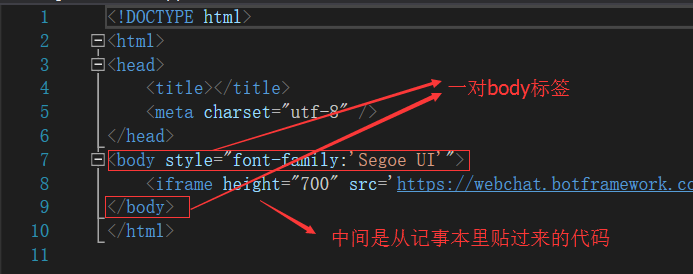 1 <!DOCTYPE html>
2 <html>
3 <head>
4 <title></title>
5 <meta charset="utf-8" />
6 </head>
7 <body style="font-family:'Segoe UI'">
8 <iframe height="700" src='https://webchat.botframework.co
9 </body>
10 </html>
11
一对body标签
中间是从记事本里贴过来的代码